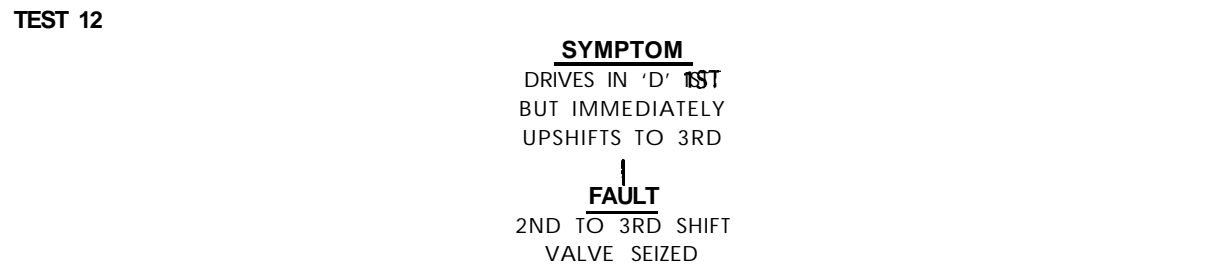 TEST 12
SYMPTOM
DRIVES IN ‘D’ 1ST
BUT IMMEDIATELY
UPSHIFTS TO 3RD
FAULT
2ND TO 3RD SHIFT
VALVE SEIZED